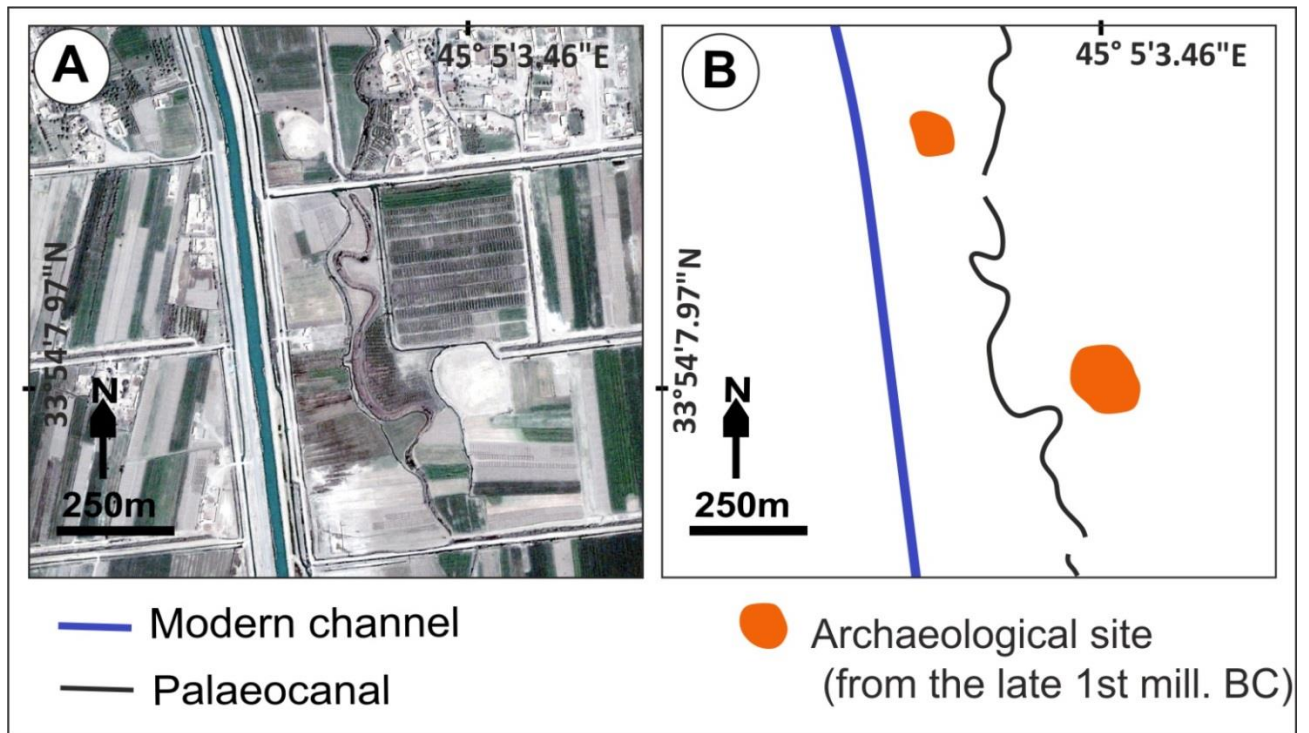 A
45° 5'3.46"E
33°54'7.97"N
N
250m
B
45° 5'3.46"E
33°54'7.97"N
N
250m
Modern channel
Palaeocanal
Archaeological site
(from the late 1st mill. BC)